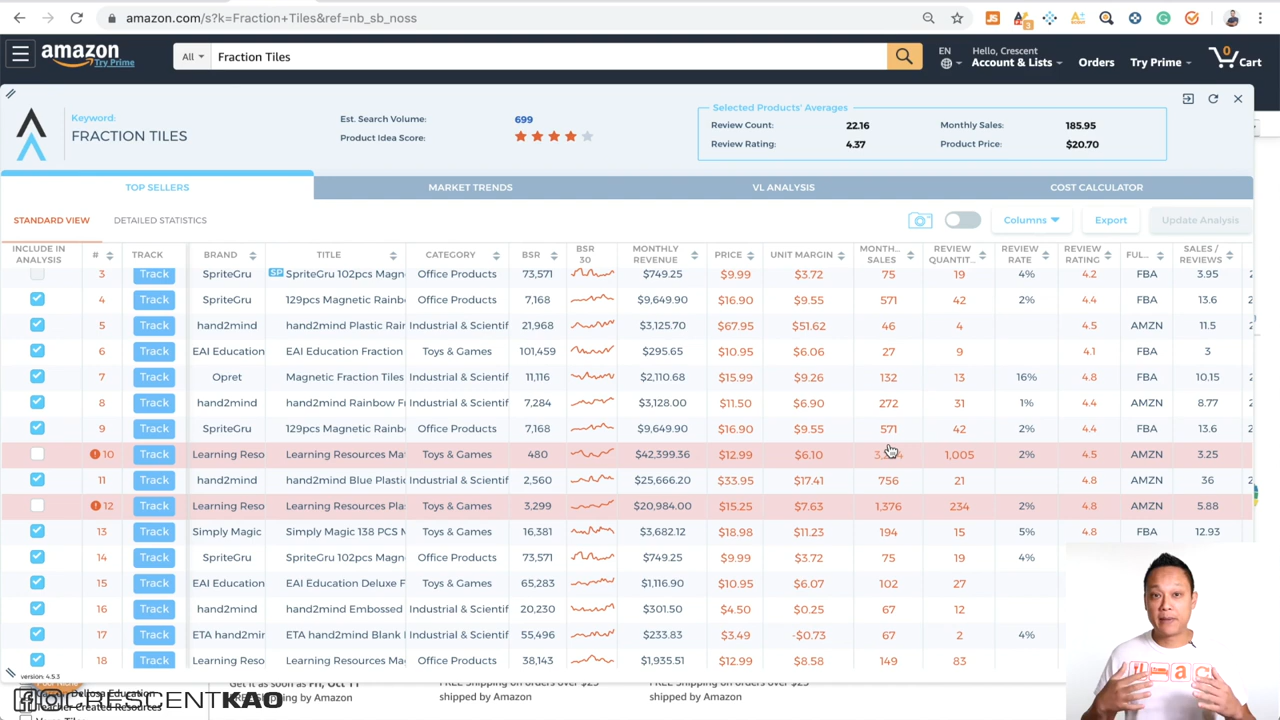 amazon.com/s?k=Fraction+Tiles&ref=nb_sb_noss
amazon
Try Prime
All
Fraction Tiles
EN
Hello, Crescent
Account & Lists
Orders
Try Prime
0
Cart
Keyword:
FRACTION TILES
Est. Search Volume: 699
Product Idea Score:
Selected Products' Averages
Review Count: 22.16 Monthly Sales: 185.95
Review Rating: 4.37 Product Price: $20.70
TOP SELLERS MARKET TRENDS VL ANALYSIS COST CALCULATOR
STANDARD VIEW DETAILED STATISTICS Columns Export Update Analysis
INCLUDE IN ANALYSIS # TRACK BRAND TITLE CATEGORY BSR BSR 30 MONTHLY REVENUE PRICE UNIT MARGIN MONTH... SALES REVIEW QUANTIT... REVIEW RATE REVIEW RATING FUL... SALES / REVIEWS
3 Track SpriteGru SP SpriteGru 102pcs Magn Office Products 73,571 $749.25 $9.99 $3.72 75 19 4% 4.2 FBA 3.95
4 Track SpriteGru 129pcs Magnetic Rainb Office Products 7,168 $9,649.90 $16.90 $9.55 571 42 2% 4.4 FBA 13.6
5 Track hand2mind hand2mind Plastic Rair Industrial & Scientif 21,968 $3,125.70 $67.95 $51.62 46 4 4.5 AMZN 11.5
6 Track EAI Education EAI Education Fraction Toys & Games 101,459 $295.65 $10.95 $6.06 27 9 4.1 FBA 3
7 Track Opret Magnetic Fraction Tiles Industrial & Scientif 11,116 $2,110.68 $15.99 $9.26 132 13 16% 4.8 FBA 10.15
8 Track hand2mind hand2mind Rainbow Fr Industrial & Scientif 7,284 $3,128.00 $11.50 $6.90 272 31 1% 4.4 AMZN 8.77
9 Track SpriteGru 129pcs Magnetic Rainb Office Products 7,168 $9,649.90 $16.90 $9.55 571 42 2% 4.4 FBA 13.6
10 Track Learning Reso Learning Resources Ma Toys & Games 480 $42,399.36 $12.99 $6.10 1,005 2% 4.5 AMZN 3.25
11 Track hand2mind hand2mind Blue Plastic Industrial & Scientif 2,560 $25,666.20 $33.95 $17.41 756 21 4.8 AMZN 36
12 Track Learning Reso Learning Resources Pla Toys & Games 3,299 $20,984.00 $15.25 $7.63 1,376 234 2% 4.8 AMZN 5.88
13 Track Simply Magic Simply Magic 138 PCS M Industrial & Scientif 16,381 $3,682.12 $18.98 $11.23 194 15 5% 4.8 FBA 12.93
14 Track SpriteGru SpriteGru 102pcs Magn Office Products 73,571 $749.25 $9.99 $3.72 75 19 4%
15 Track EAI Education EAI Education Deluxe F Toys & Games 65,283 $1,116.90 $10.95 $6.07 102 27
16 Track hand2mind hand2mind Embossed Industrial & Scientif 20,230 $301.50 $4.50 $0.25 67 12
17 Track ETA hand2mir ETA hand2mind Blank Industrial & Scientif 55,496 $233.83 $3.49 -$0.73 67 2 4%
18 Track Learning Reso Learning Resources Ma Office Products 38,143 $1,935.51 $12.99 $8.58 149 83
version: 4.5.3
Get it as soon as Fri, Oct 11
FREE Shipping on orders over $25
shipped by Amazon
FREE Shipping on orders over $25
shipped by Amazon
Carson Dellosa Education
Teacher Created Resources
@CRESCENTKAO